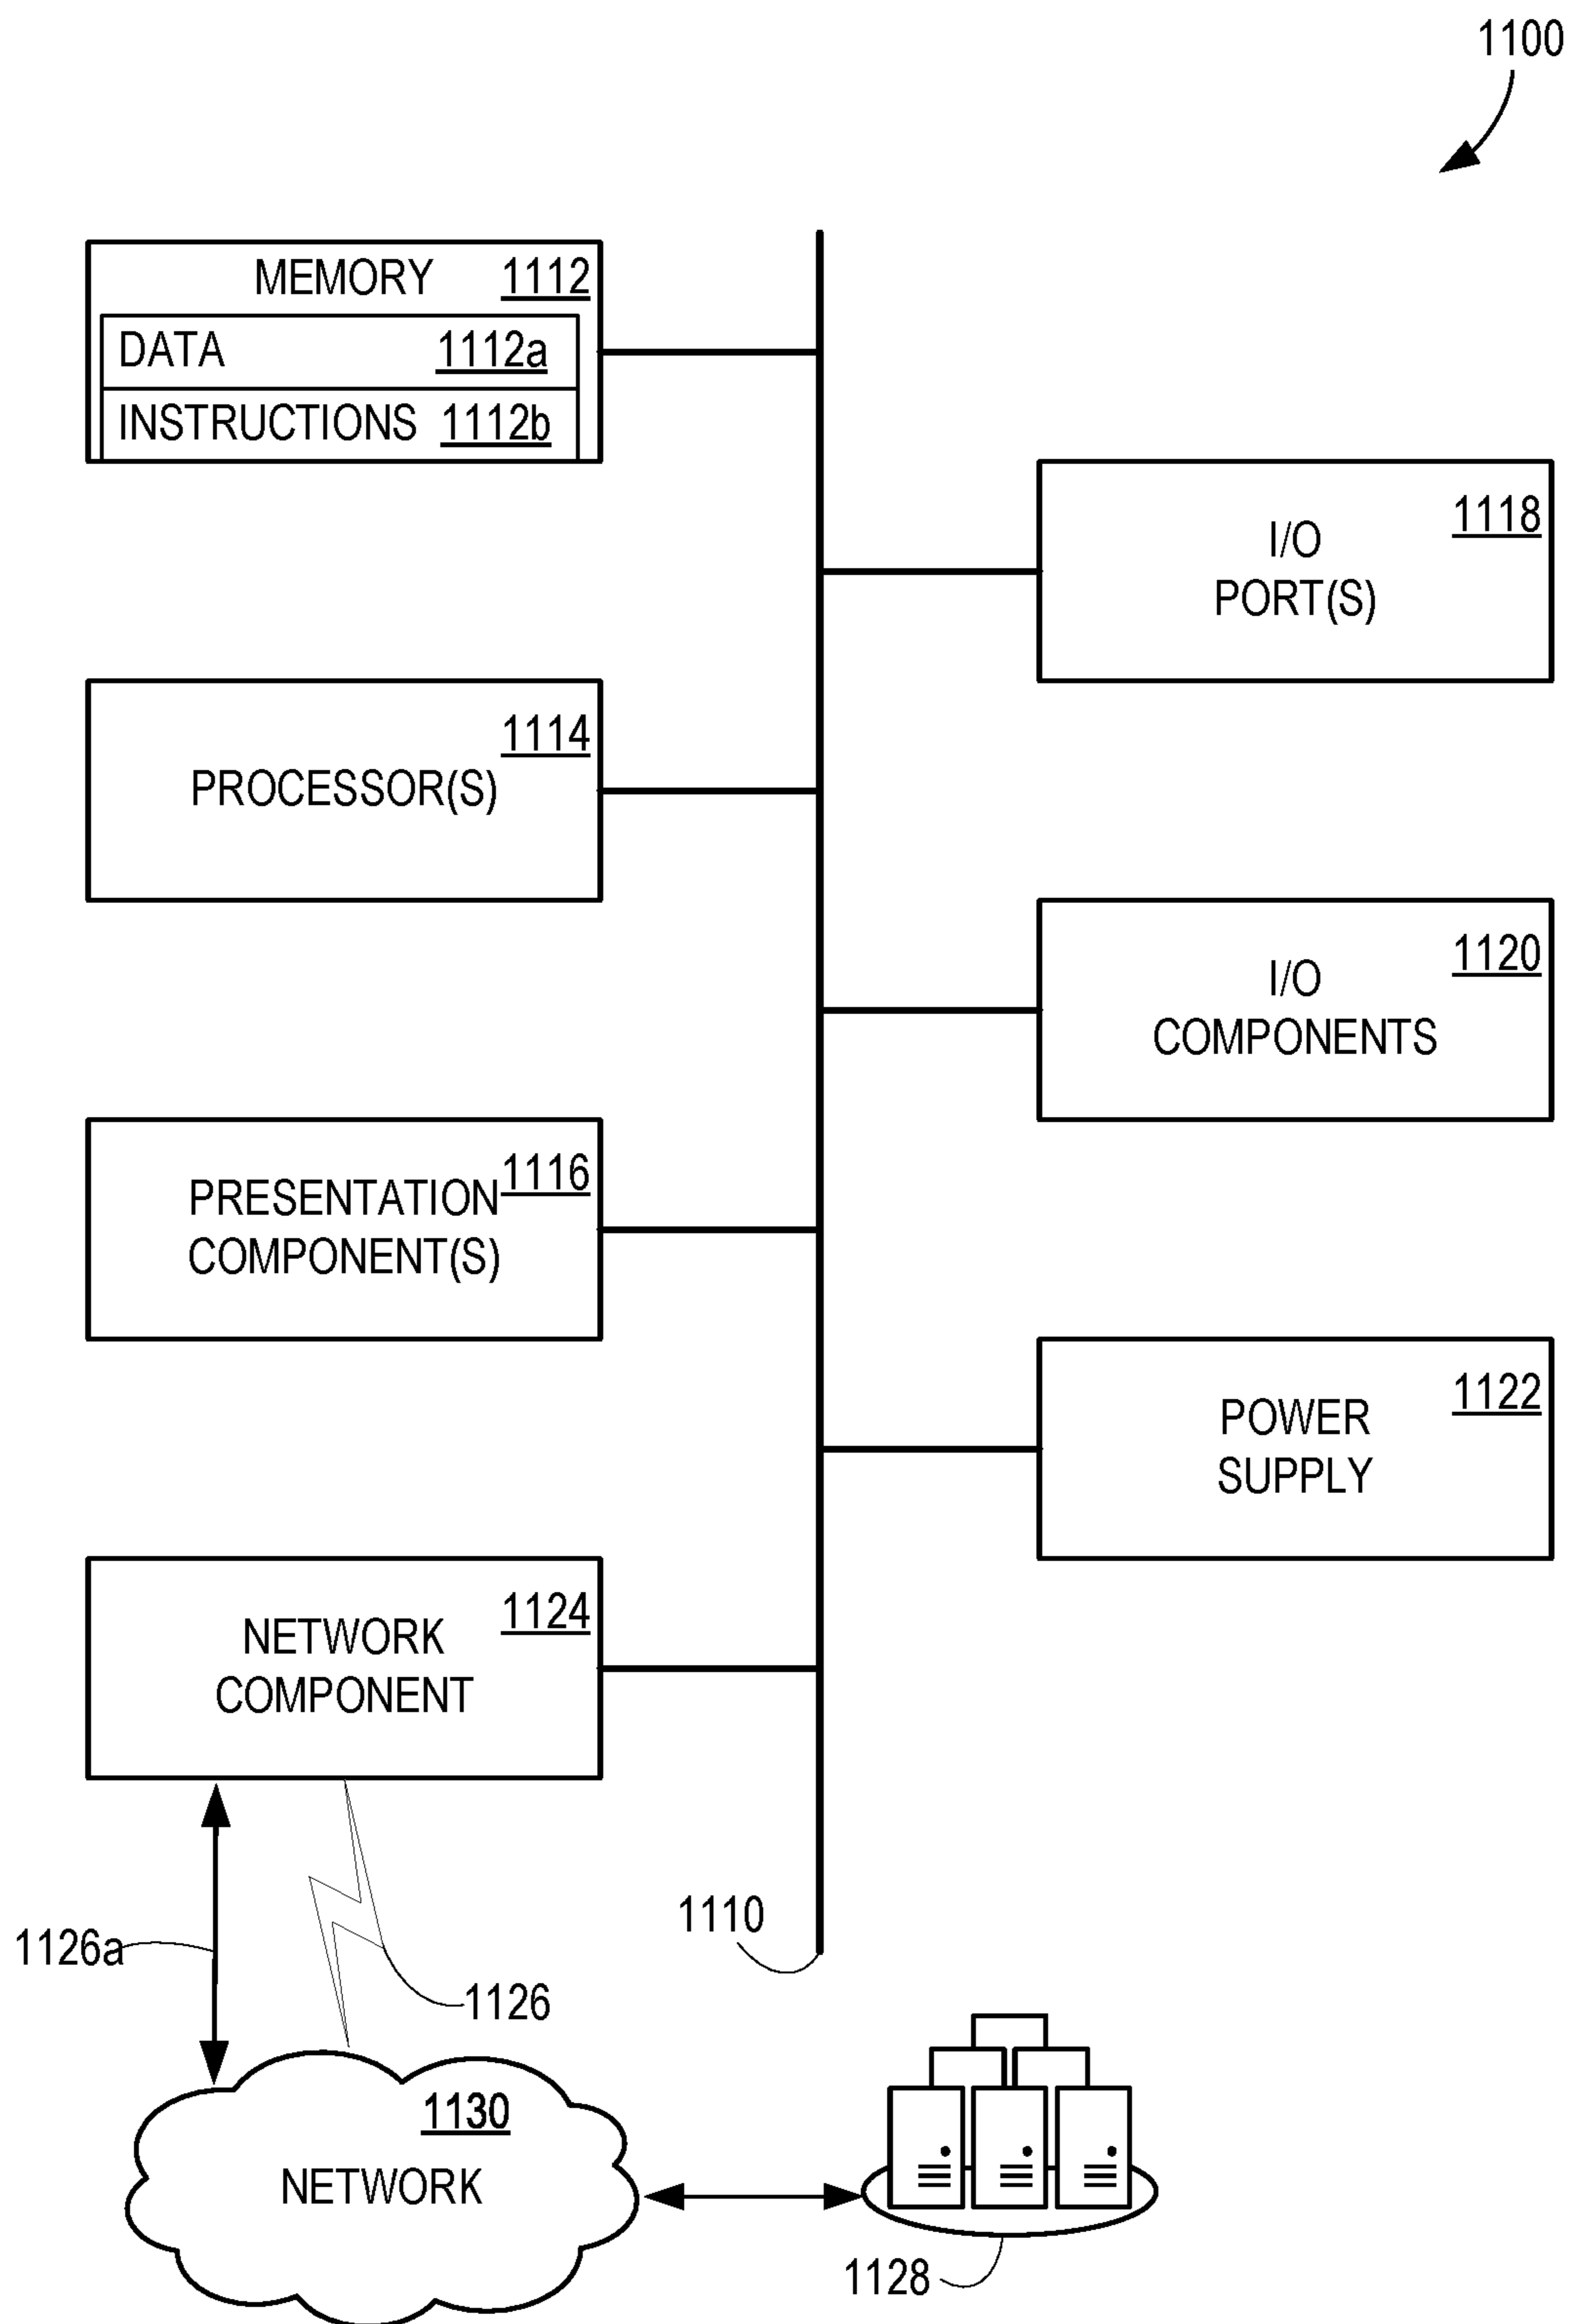 1100
MEMORY 1112
DATA 1112a
INSTRUCTIONS 1112b
I/O 1118
PORT(S)
1114
PROCESSOR(S)
I/O 1120
COMPONENTS
PRESENTATION 1116
COMPONENT(S)
POWER 1122
SUPPLY
NETWORK 1124
COMPONENT
1110
1126a
1126
1130
NETWORK
1128